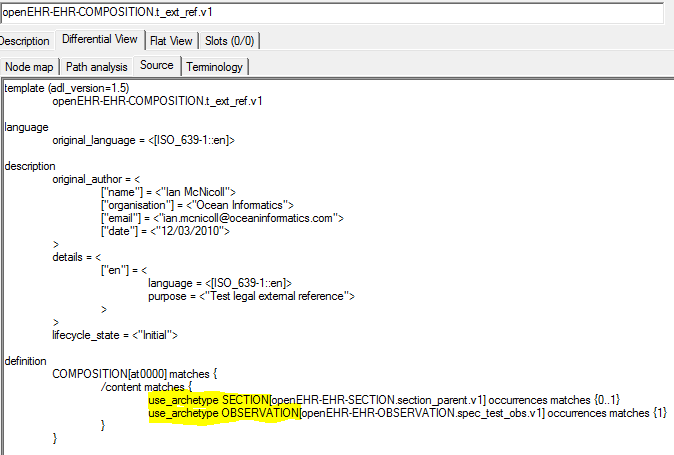 openEHR-EHR-COMPOSITION.t_ext_ref.v1
Description Differential View Flat View Slots (0/0)
Node map Path analysis Source Terminology
template (adl_version=1.5)
openEHR-EHR-COMPOSITION.t_ext_ref.v1
language
original_language = <[ISO_639-1::en]>
description
original_author = <
["name"] = <"Ian McNicoll">
["organisation"] = <"Ocean Informatics">
["email"] = <"ian.mcnicoll@oceaninformatics.com">
["date"] = <"12/03/2010">
>
details = <
["en"] = <
language = <[ISO_639-1::en]>
purpose = <"Test legal external reference">
>
>
lifecycle_state = <"Initial">
definition
COMPOSITION[at0000] matches {
/content matches {
use_archetype SECTION[openEHR-EHR-SECTION.section_parent.v1] occurrences matches {0..1}
use_archetype OBSERVATION[openEHR-EHR-OBSERVATION.spec_test_obs.v1] occurrences matches {1}
}
}